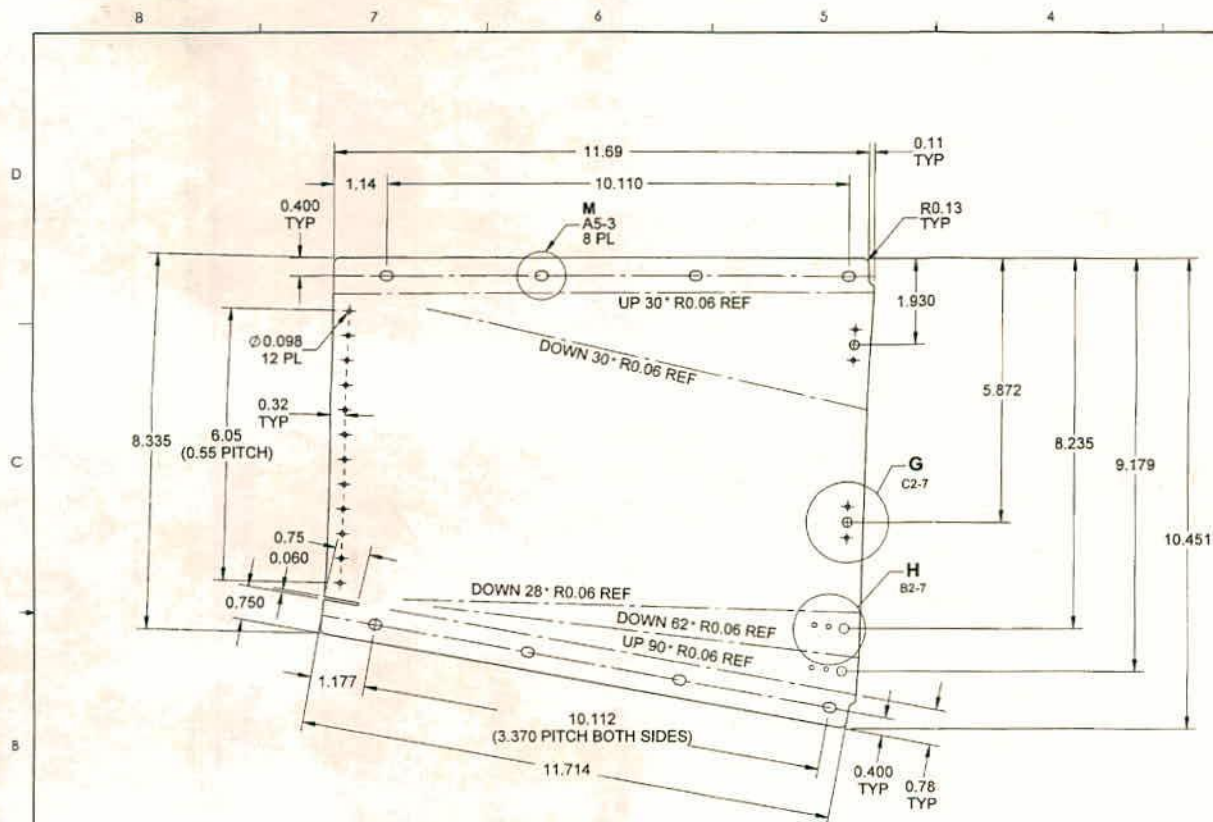 8 7 6 5 4
D
C
B
11.69
0.11
TYP
1.14
10.110
0.400
TYP
M
A5-3
8 PL
R0.13
TYP
1.930
UP 30° R0.06 REF
DOWN 30° R0.06 REF
Ø0.098
12 PL
0.32
TYP
8.335
6.05
(0.55 PITCH)
5.872
8.235
9.179
10.451
G
C2-7
H
B2-7
0.75
0.060
0.750
DOWN 28° R0.06 REF
DOWN 62° R0.06 REF
UP 90° R0.06 REF
1.177
10.112
(3.370 PITCH BOTH SIDES)
11.714
0.400
TYP
0.78
TYP